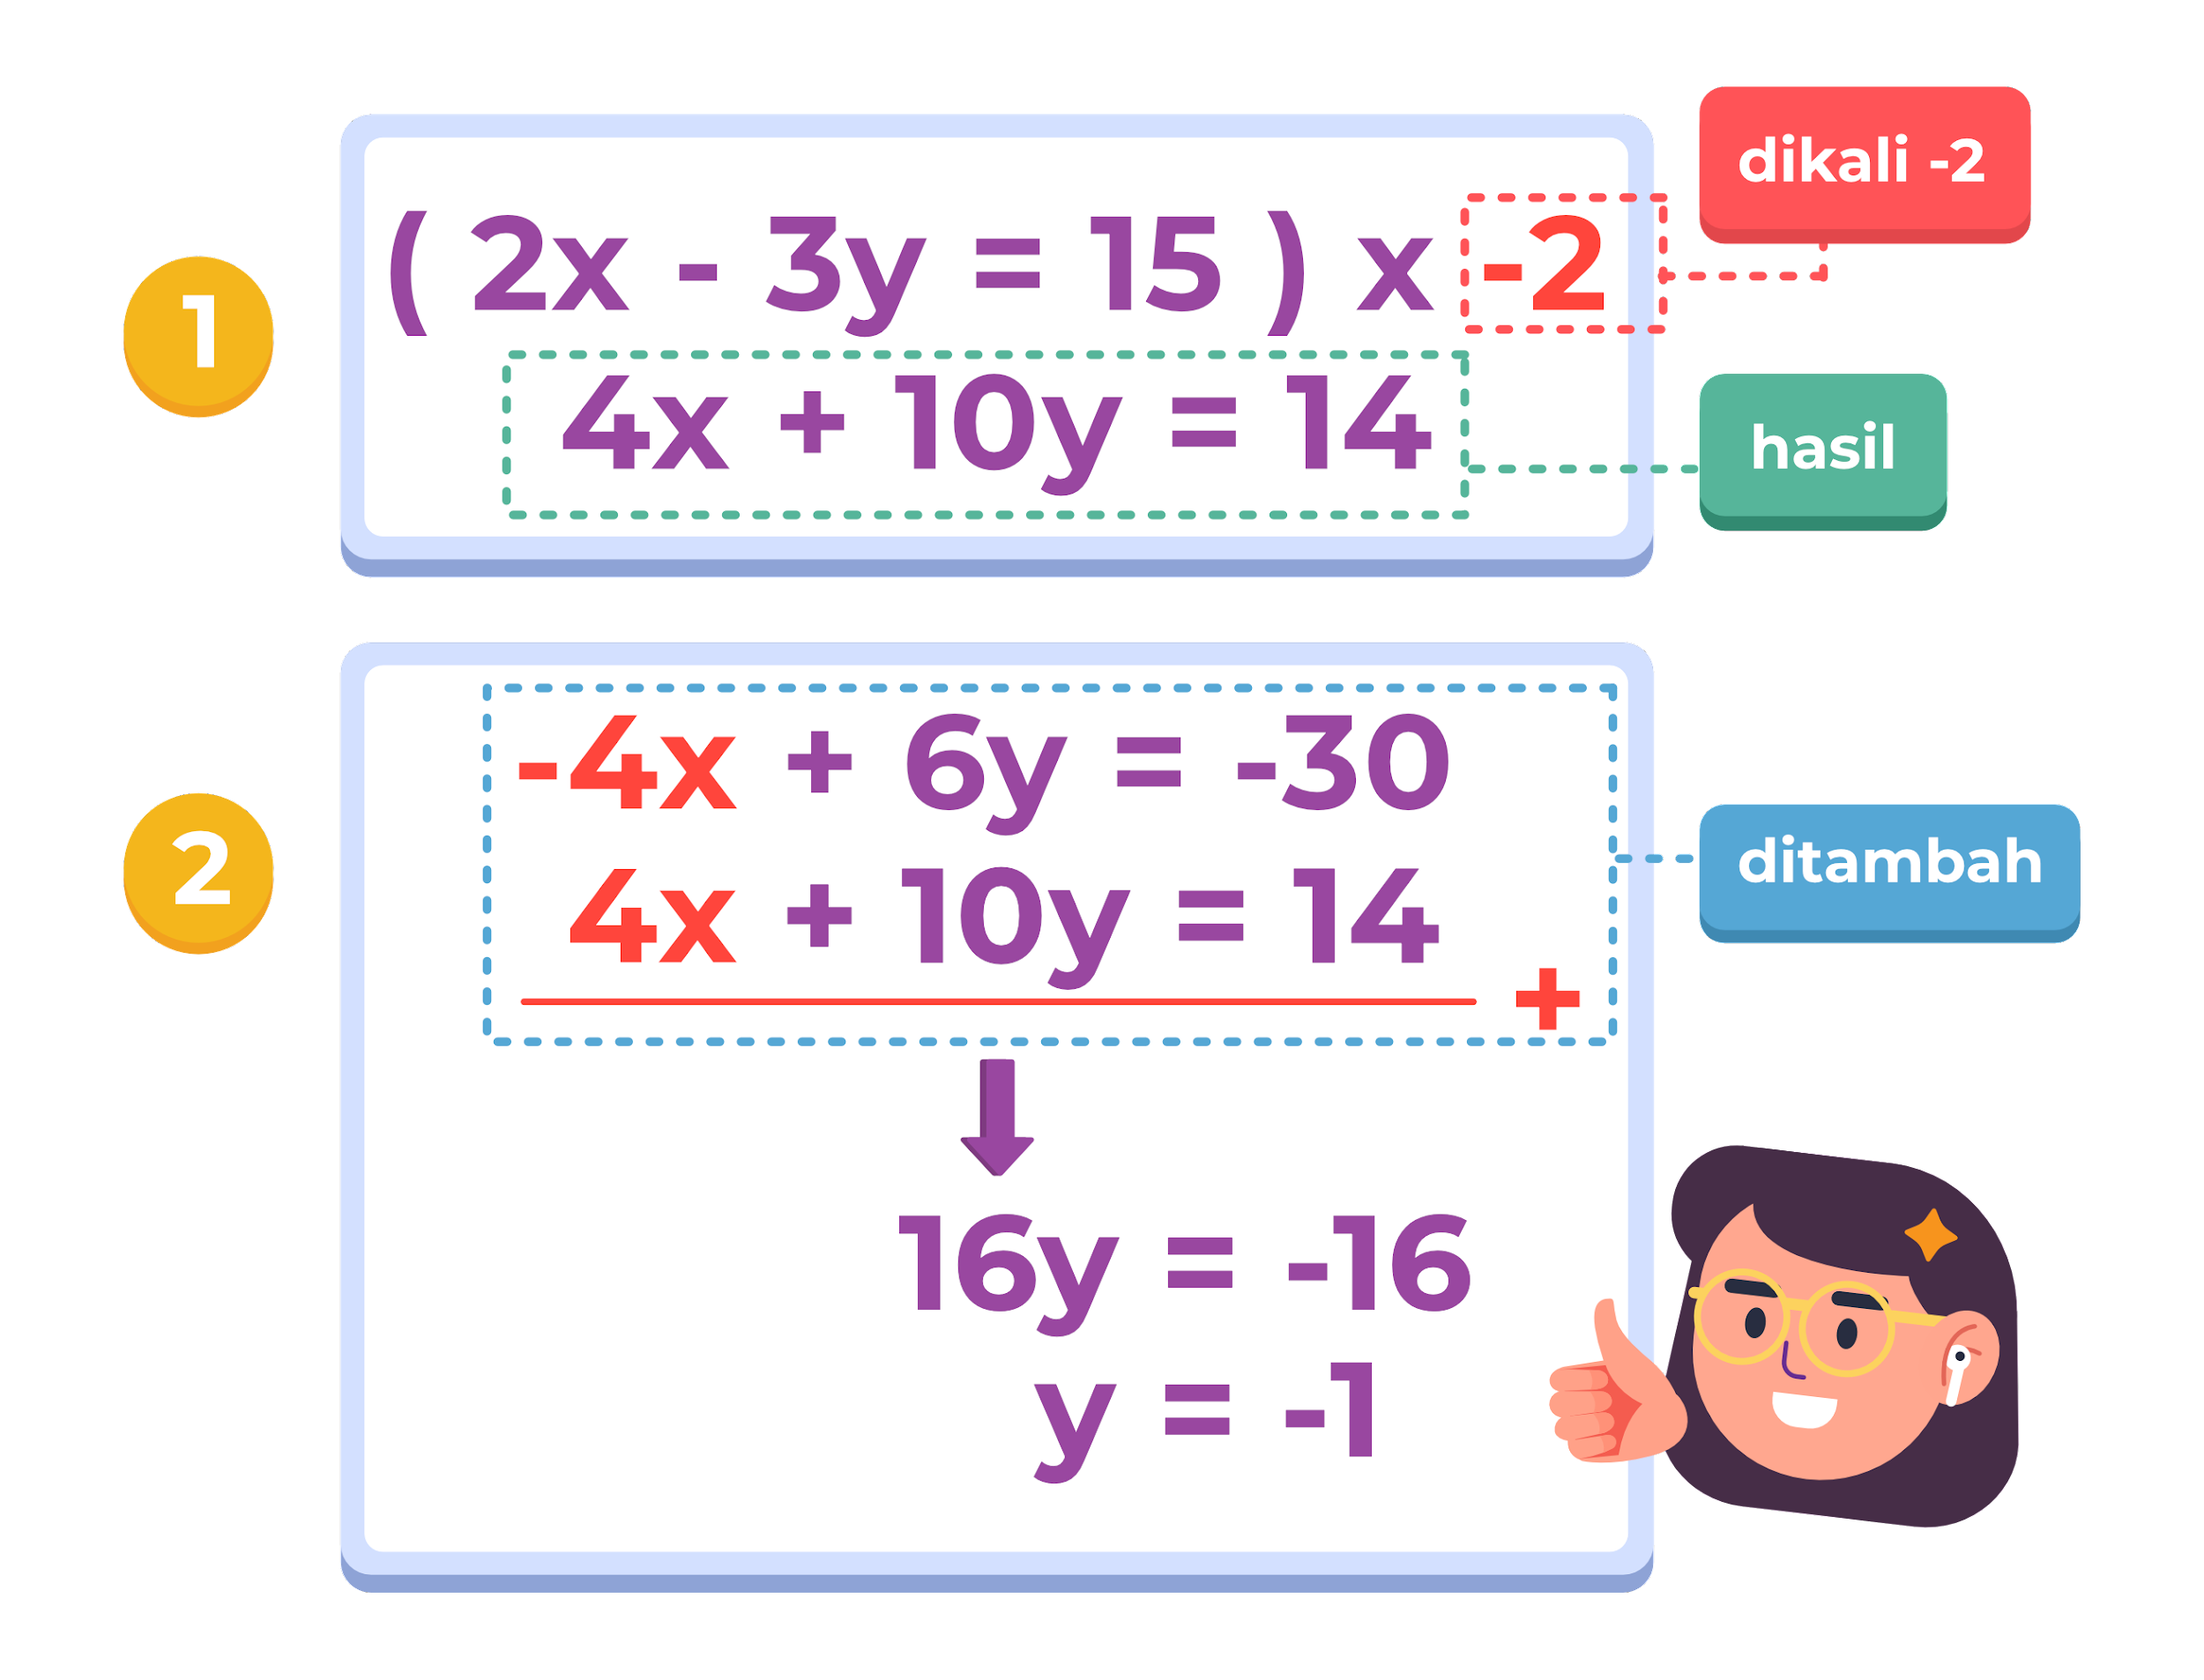 1
( 2x - 3y = 15 ) x -2
dikali -2
4x + 10y = 14
hasil
2
-4x + 6y = -30
4x + 10y = 14
+
ditambah
16y = -16
y = -1